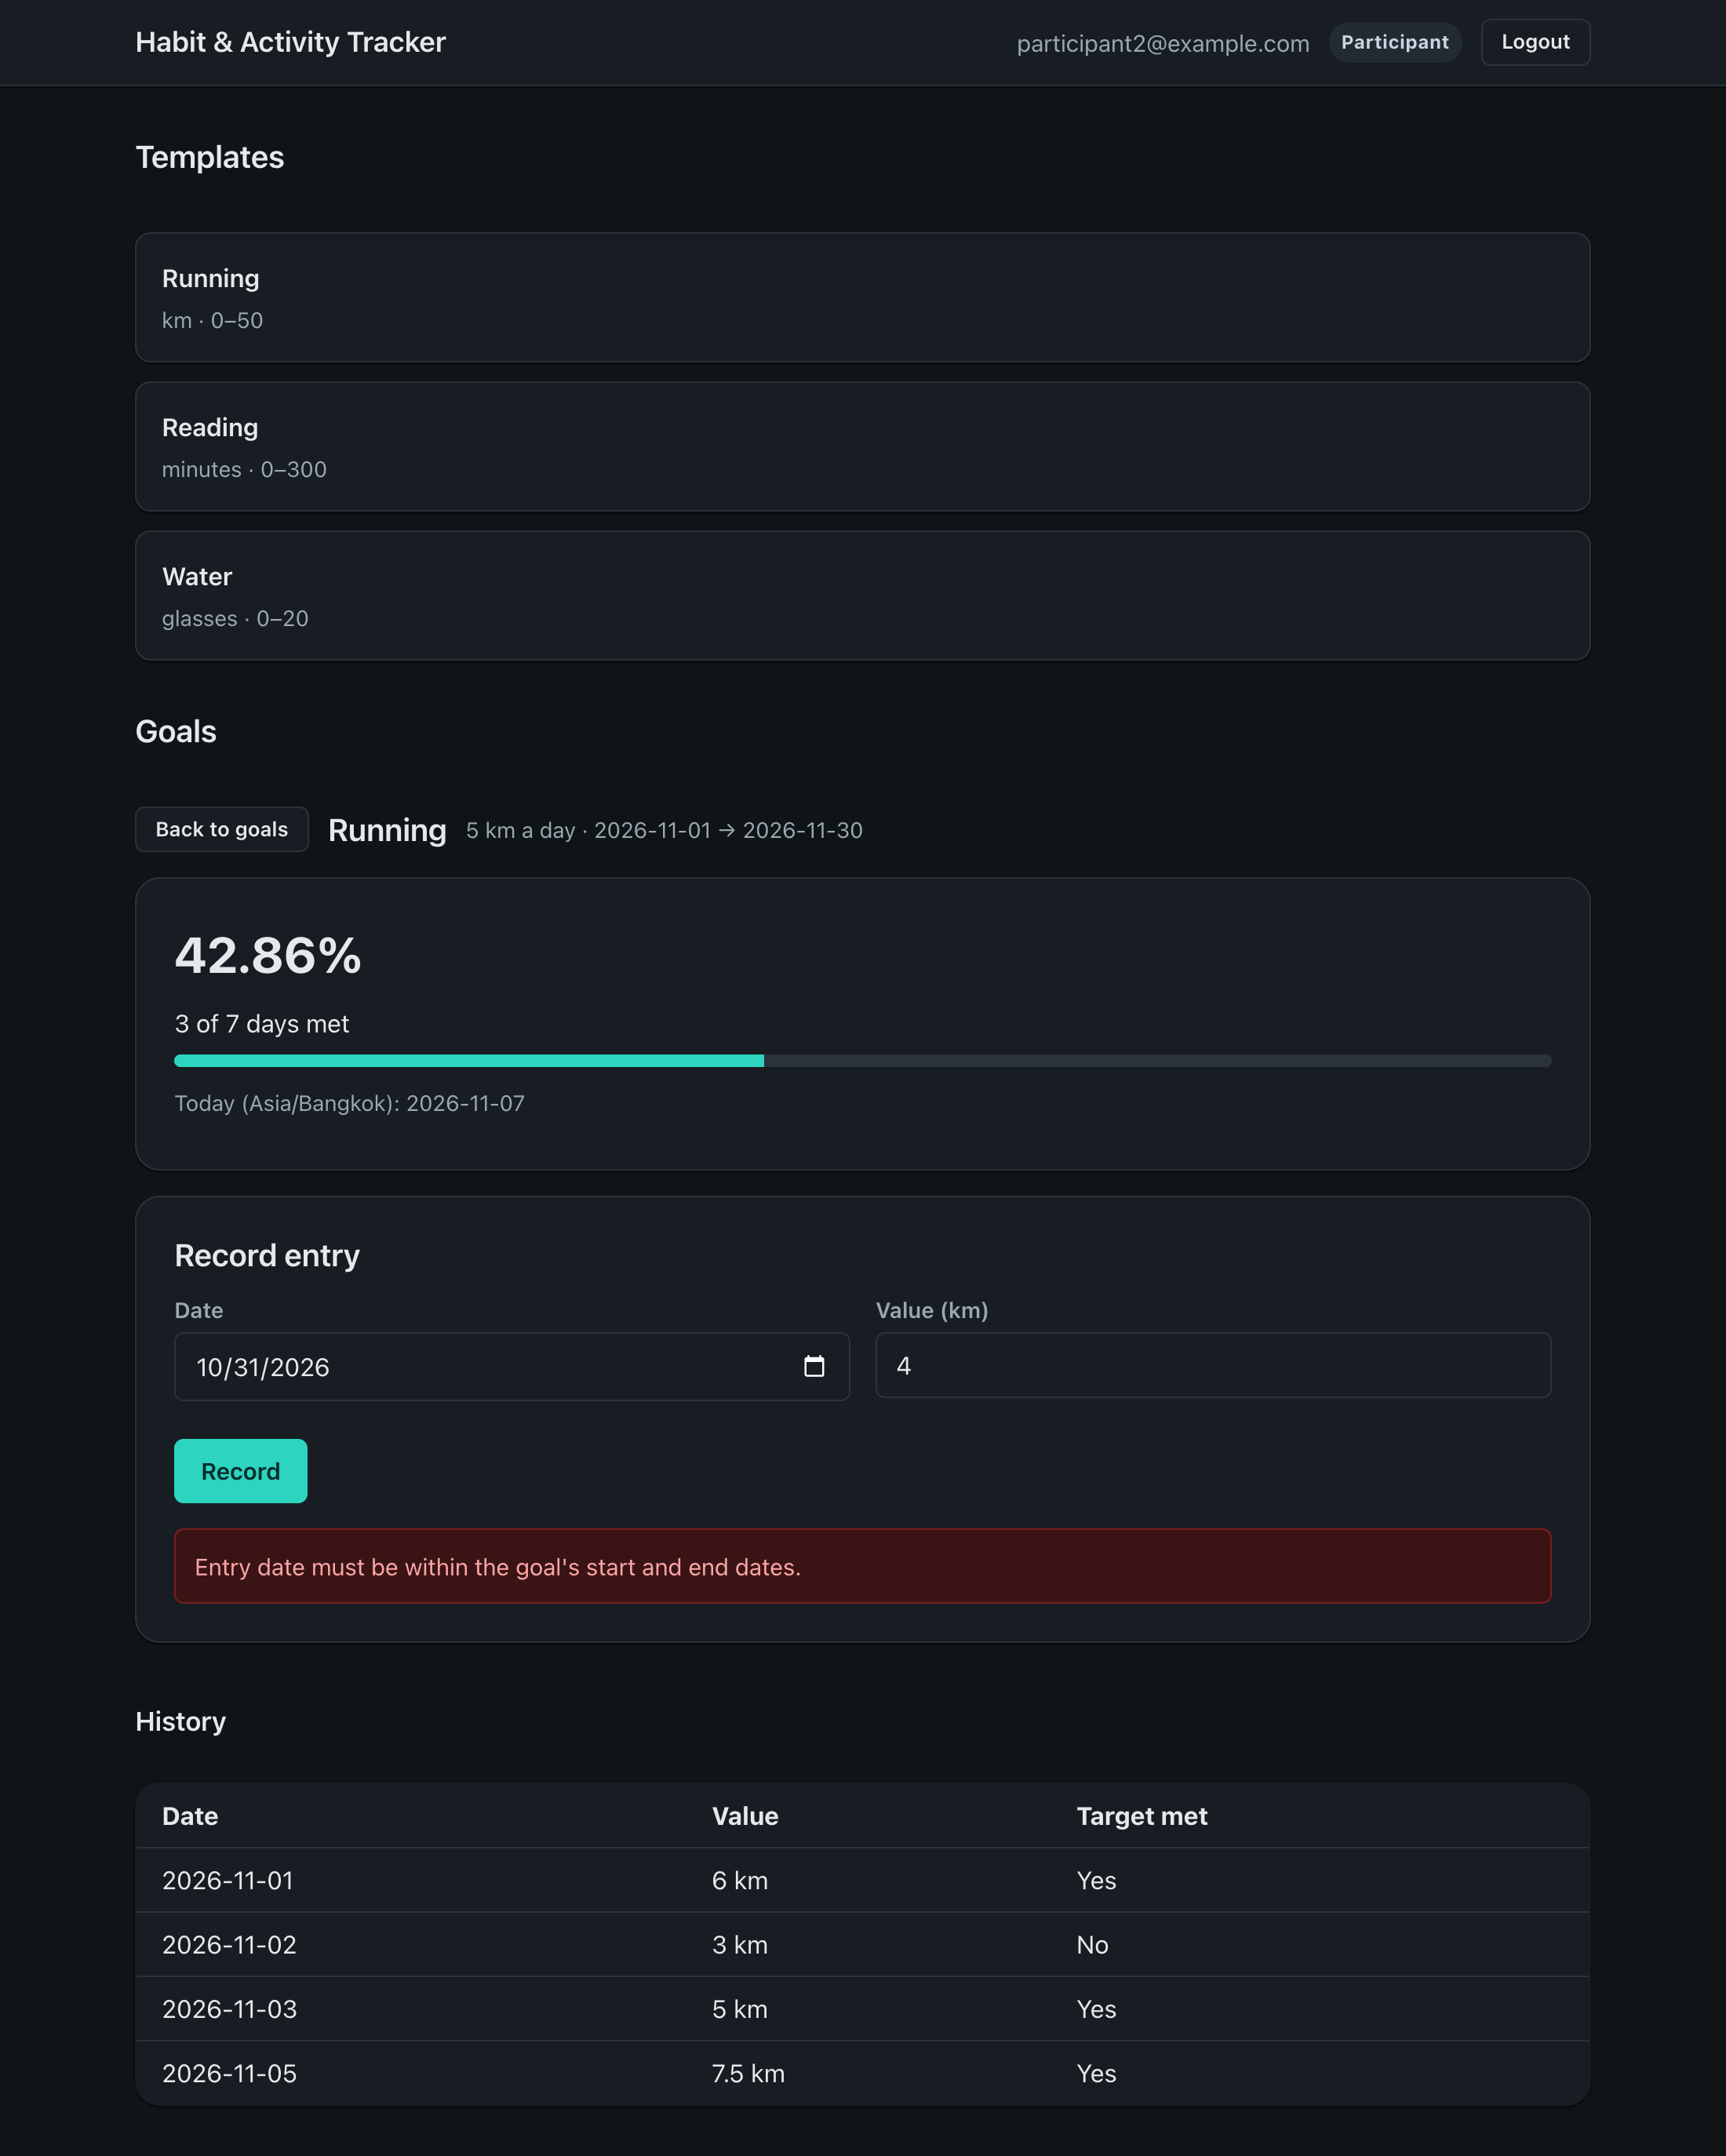 Habit & Activity Tracker
participant2@example.com
Participant
Logout
Templates
Running
km · 0–50
Reading
minutes · 0–300
Water
glasses · 0–20
Goals
Back to goals
Running
5 km a day · 2026-11-01 → 2026-11-30
42.86%
3 of 7 days met
Today (Asia/Bangkok): 2026-11-07
Record entry
Date
Value (km)
10/31/2026
4
Record
Entry date must be within the goal's start and end dates.
History
Date Value Target met
2026-11-01 6 km Yes
2026-11-02 3 km No
2026-11-03 5 km Yes
2026-11-05 7.5 km Yes